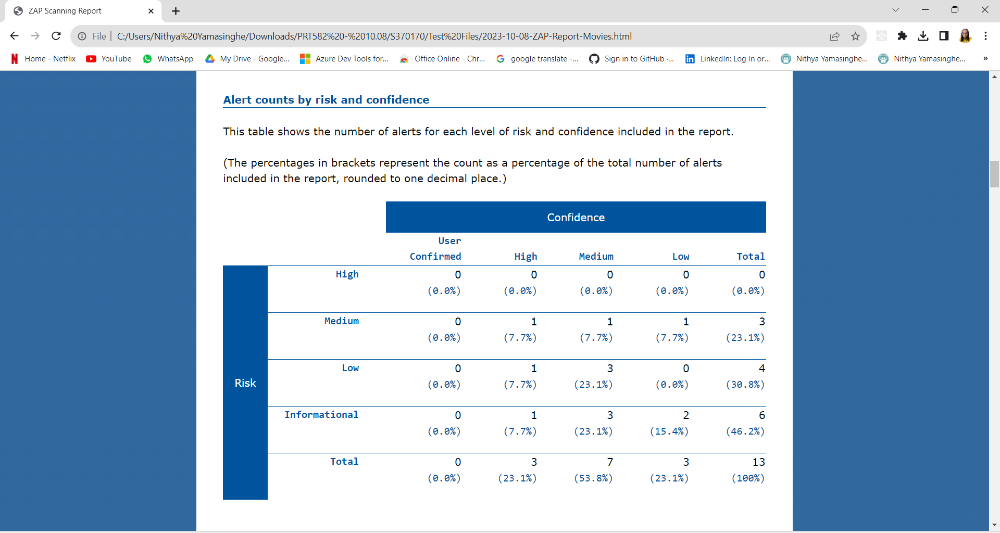 ZAP Scanning Report
File
C:/Users/Nithya%20Yamasinghe/Downloads/PRT582%20-%2010.08/S370170/Test%20Files/2023-10-08-ZAP-Report-Movies.html
Home - Netflix YouTube WhatsApp My Drive - Google... Azure Dev Tools for... Office Online - Chr... google translate -... Sign in to GitHub ·... LinkedIn: Log In or... Nithya Yamasinghe... Nithya Yamasinghe... »
Alert counts by risk and confidence
This table shows the number of alerts for each level of risk and confidence included in the report.
(The percentages in brackets represent the count as a percentage of the total number of alerts
included in the report, rounded to one decimal place.)
Confidence
User
Confirmed High Medium Low Total
High 0 0 0 0 0
(0.0%) (0.0%) (0.0%) (0.0%) (0.0%)
Medium 0 1 1 1 3
(0.0%) (7.7%) (7.7%) (7.7%) (23.1%)
Low 0 1 3 0 4
Risk
(0.0%) (7.7%) (23.1%) (0.0%) (30.8%)
Informational 0 1 3 2 6
(0.0%) (7.7%) (23.1%) (15.4%) (46.2%)
Total 0 3 7 3 13
(0.0%) (23.1%) (53.8%) (23.1%) (100%)